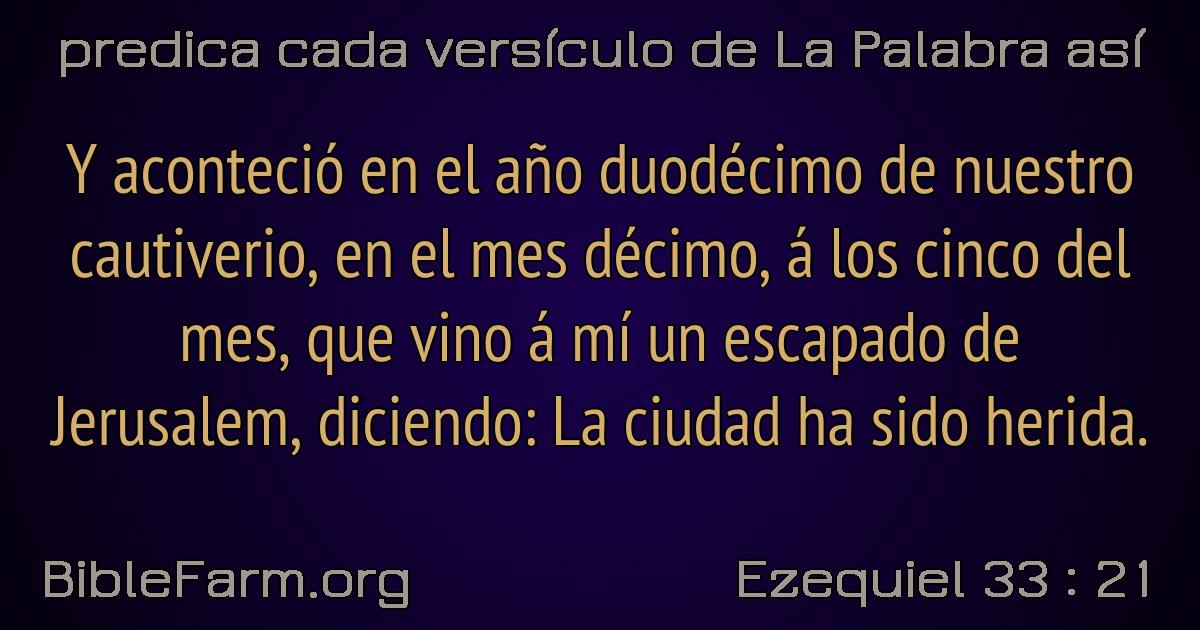 predica cada versículo de La Palabra así
Y aconteció en el año duodécimo de nuestro
cautiverio, en el mes décimo, á los cinco del
mes, que vino á mí un escapado de
Jerusalem, diciendo: La ciudad ha sido herida.
BibleFarm.org
Ezequiel 33 : 21